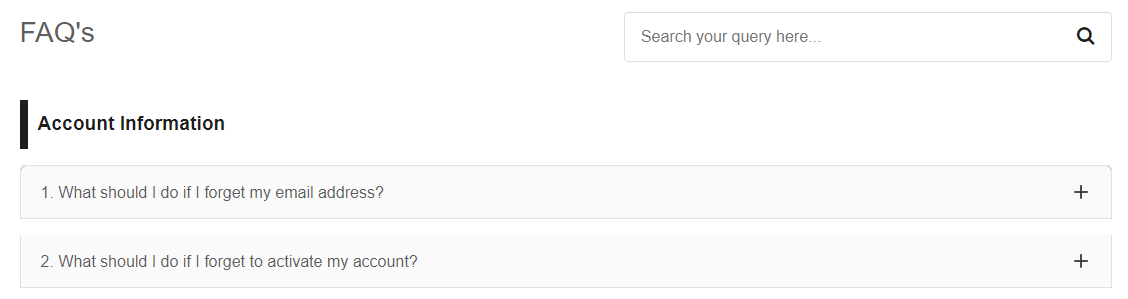 FAQ's
Search your query here...
Account Information
1. What should I do if I forget my email address?
2. What should I do if I forget to activate my account?